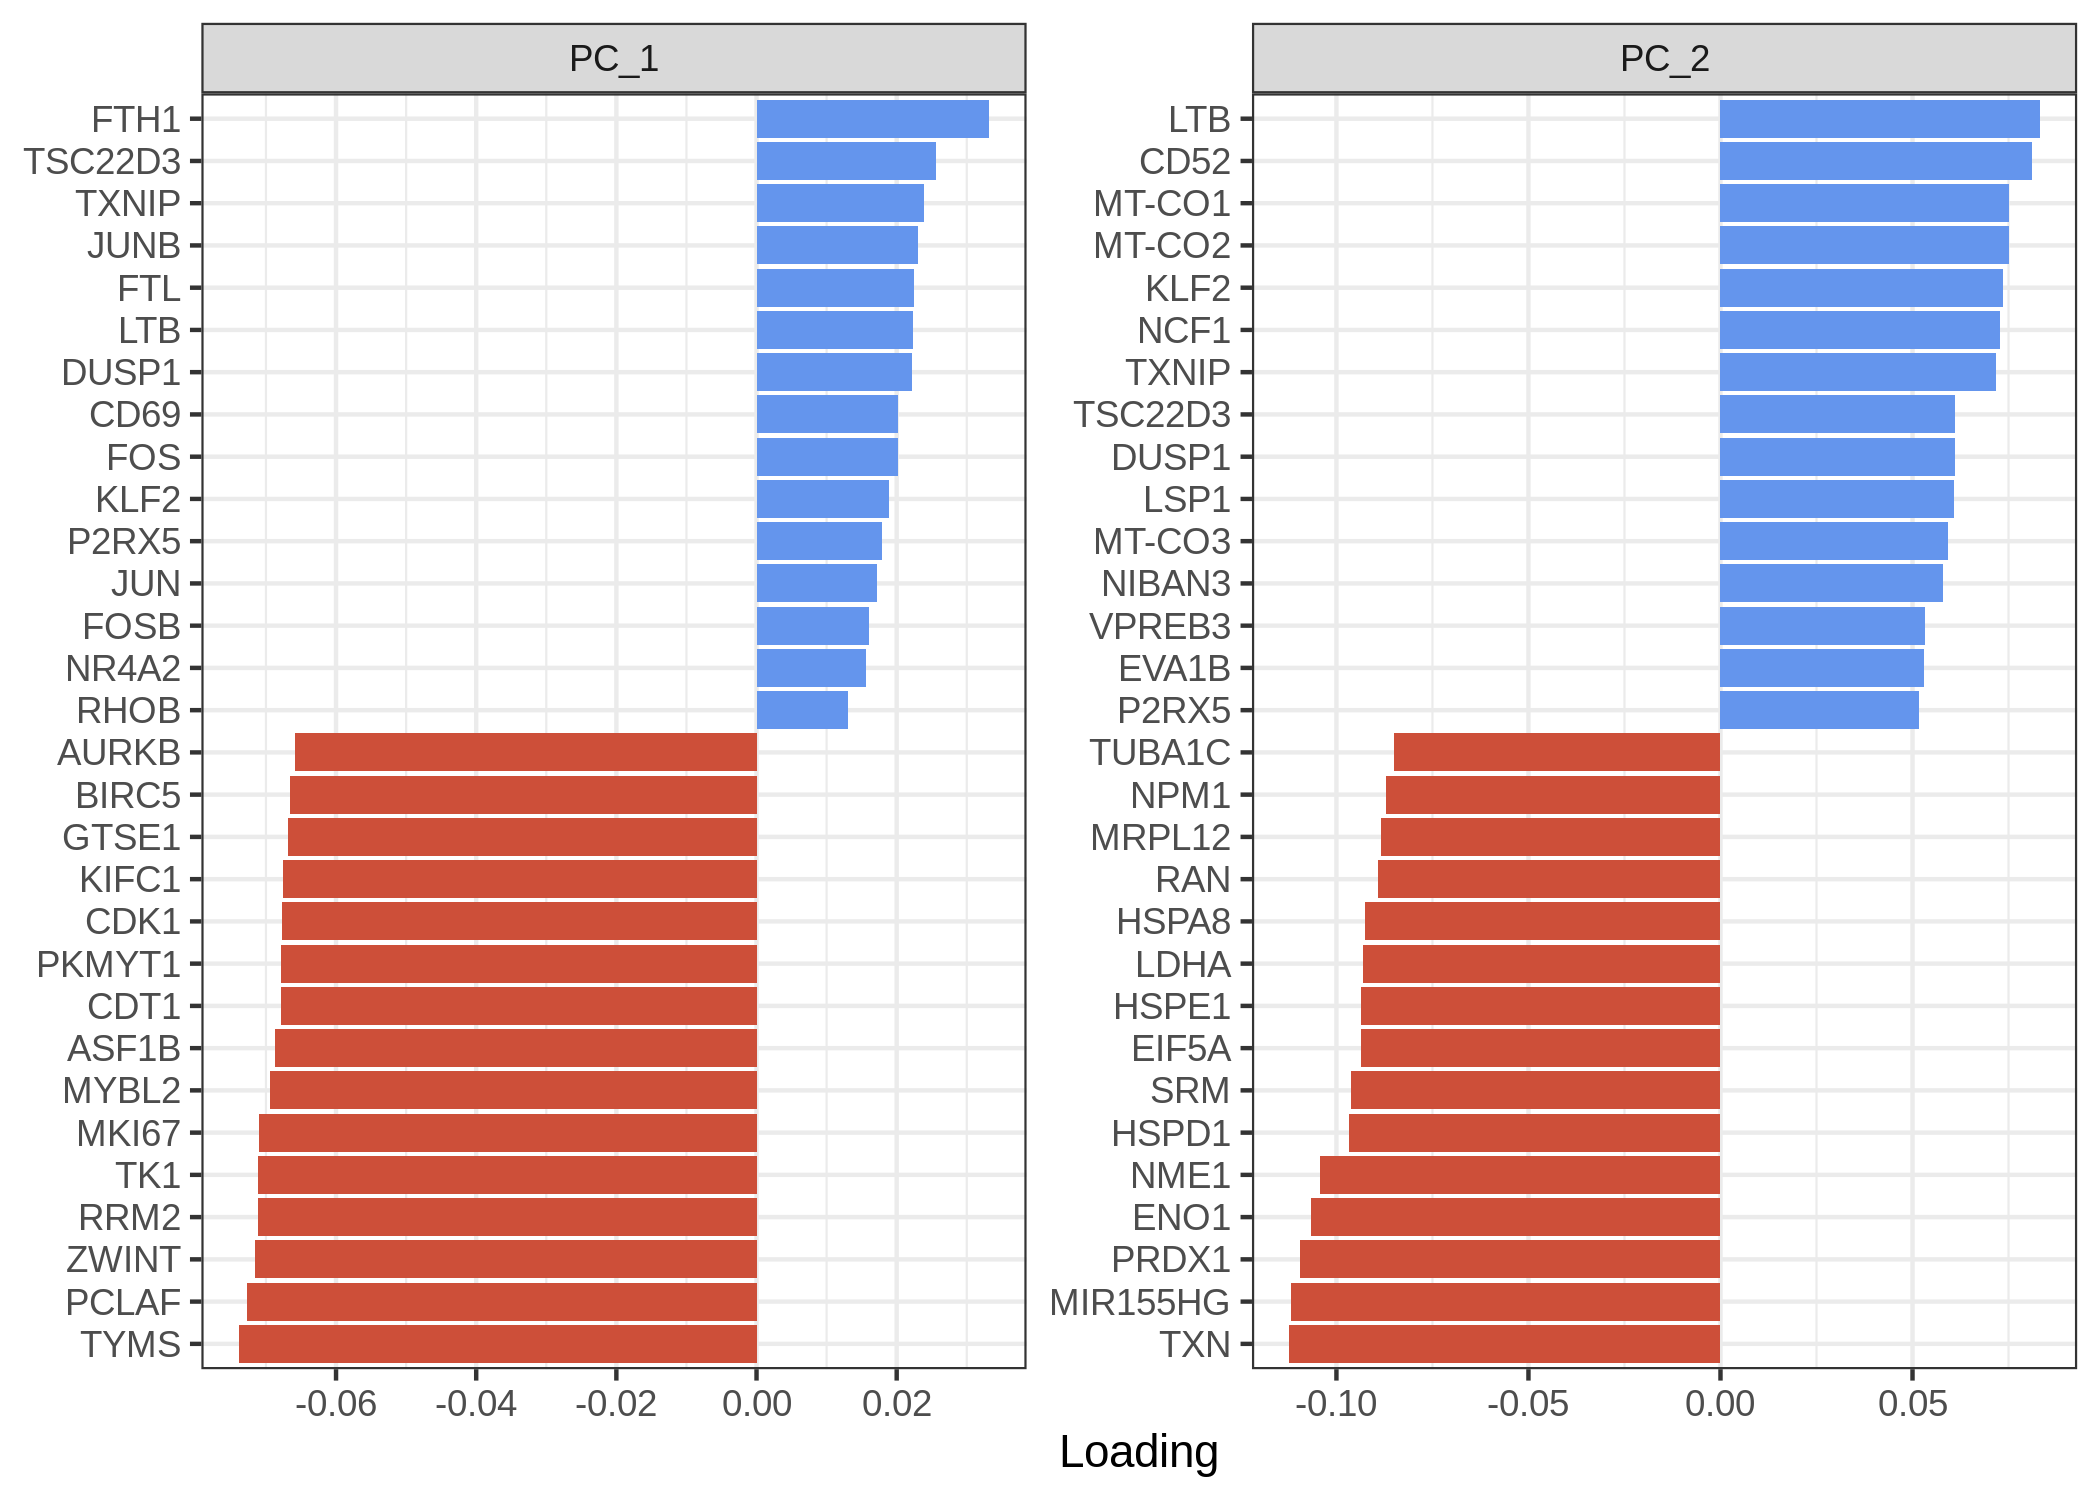 PC_1
FTH1
TSC22D3
TXNIP
JUNB
FTL
LTB
DUSP1
CD69
FOS
KLF2
P2RX5
JUN
FOSB
NR4A2
RHOB
AURKB
BIRC5
GTSE1
KIFC1
CDK1
PKMYT1
CDT1
ASF1B
MYBL2
MKI67
TK1
RRM2
ZWINT
PCLAF
TYMS
-0.06 -0.04 -0.02 0.00 0.02
PC_2
LTB
CD52
MT-CO1
MT-CO2
KLF2
NCF1
TXNIP
TSC22D3
DUSP1
LSP1
MT-CO3
NIBAN3
VPREB3
EVA1B
P2RX5
TUBA1C
NPM1
MRPL12
RAN
HSPA8
LDHA
HSPE1
EIF5A
SRM
HSPD1
NME1
ENO1
PRDX1
MIR155HG
TXN
-0.10 -0.05 0.00 0.05
Loading